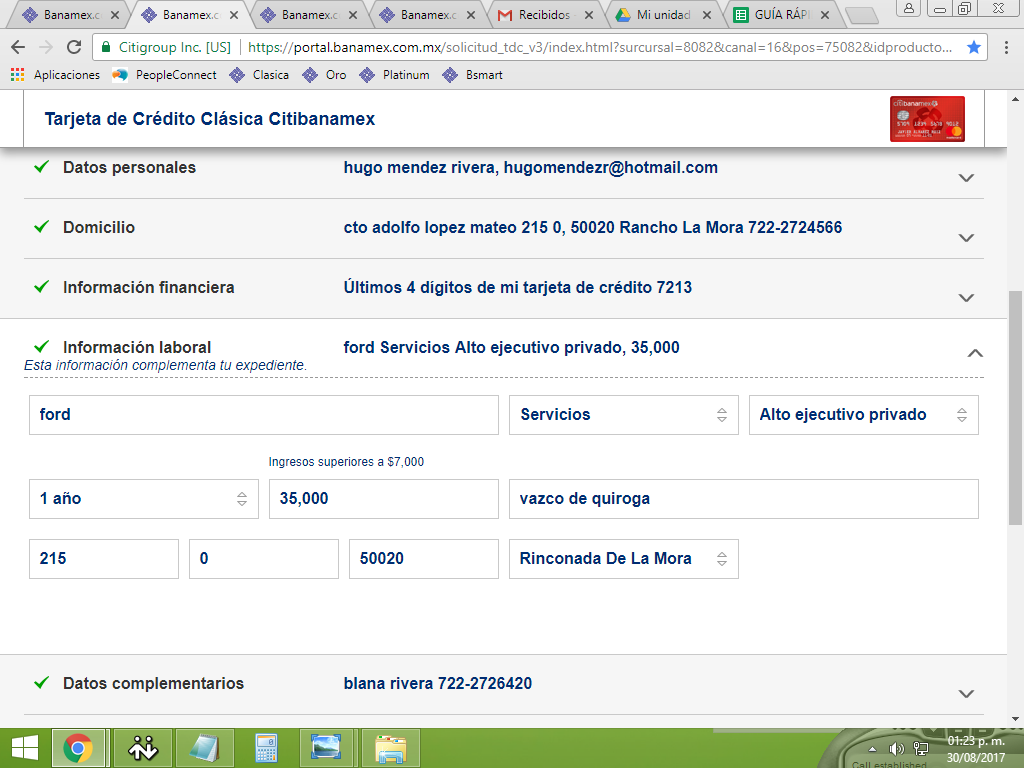 Banamex.c
Banamex.c
Banamex.c
Banamex.c
Recibidos
Mi unidad
GUÍA RÁPI
Citigroup Inc. [US]
https://portal.banamex.com.mx/solicitud_tdc_v3/index.html?surcursal=8082&canal=16&pos=75082&idproducto...
Aplicaciones
PeopleConnect
Clasica
Oro
Platinum
Bsmart
Tarjeta de Crédito Clásica Citibanamex
citibanamex
Datos personales
hugo mendez rivera, hugomendezr@hotmail.com
Domicilio
cto adolfo lopez mateo 215 0, 50020 Rancho La Mora 722-2724566
Información financiera
Últimos 4 dígitos de mi tarjeta de crédito 7213
Información laboral
ford Servicios Alto ejecutivo privado, 35,000
Esta información complementa tu expediente.
ford
Servicios
Alto ejecutivo privado
Ingresos superiores a $7,000
1 año
35,000
vazco de quiroga
215
0
50020
Rinconada De La Mora
Datos complementarios
blana rivera 722-2726420
Call established
01:23 p. m.
30/08/2017